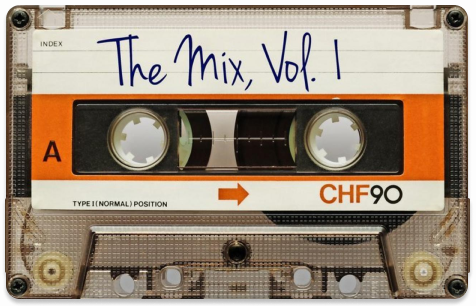 INDEX
The Mix, Vol. 1
A
TYPE I (NORMAL) POSITION
CHF90